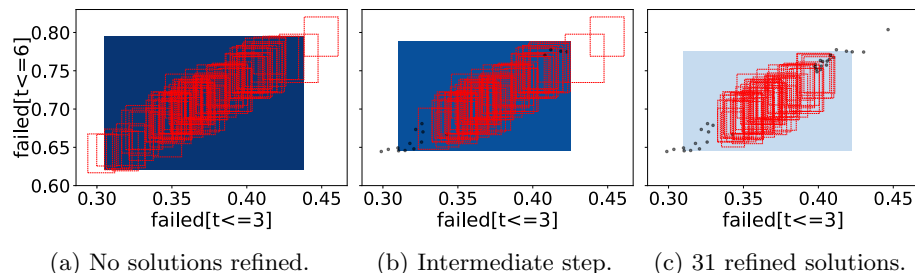 failed[t<=6]
0.80
0.75
0.70
0.65
0.60
0.30 0.35 0.40 0.45
0.30 0.35 0.40 0.45
0.30 0.35 0.40 0.45
failed[t<=3]
failed[t<=3]
failed[t<=3]
(a) No solutions refined.
(b) Intermediate step.
(c) 31 refined solutions.